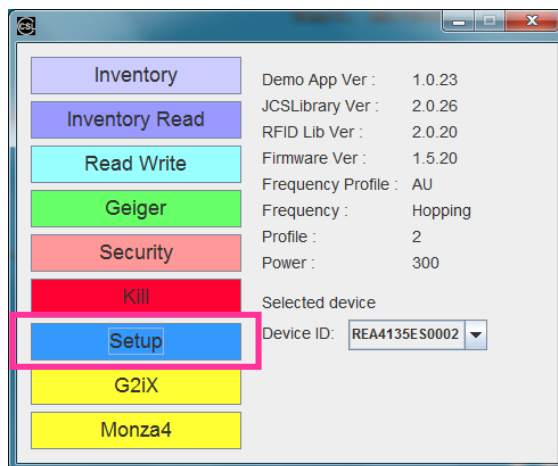 CSL
Inventory
Inventory Read
Read Write
Geiger
Security
Kill
Setup
G2iX
Monza4
Demo App Ver : 1.0.23
JCSLibrary Ver : 2.0.26
RFID Lib Ver : 2.0.20
Firmware Ver : 1.5.20
Frequency Profile : AU
Frequency : Hopping
Profile : 2
Power : 300
Selected device
Device ID: REA4135ES0002